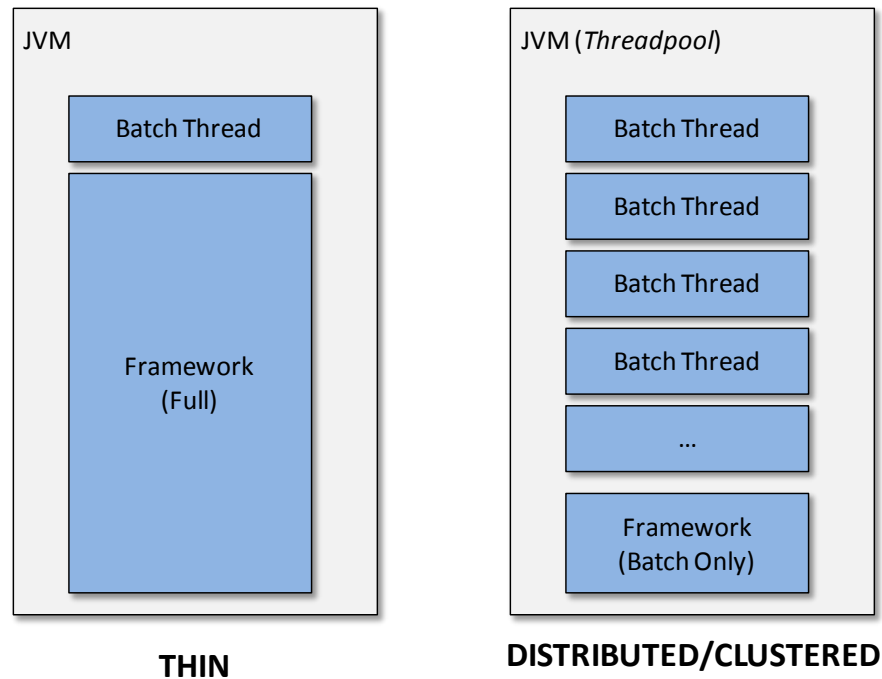 JVM
Batch Thread
Framework
(Full)
THIN
JVM (Threadpool)
Batch Thread
Batch Thread
Batch Thread
Batch Thread
...
Framework
(Batch Only)
DISTRIBUTED/CLUSTERED